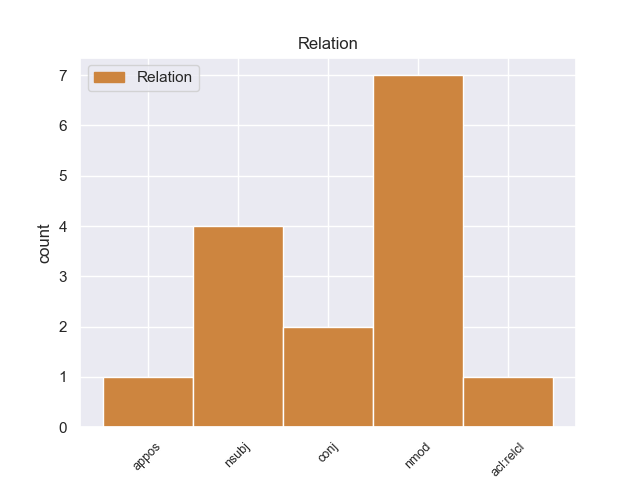 Relation
Relation
count
7
6
5
4
3
2
1
0
appos
nsubj
conj
nmod
acl:relcl